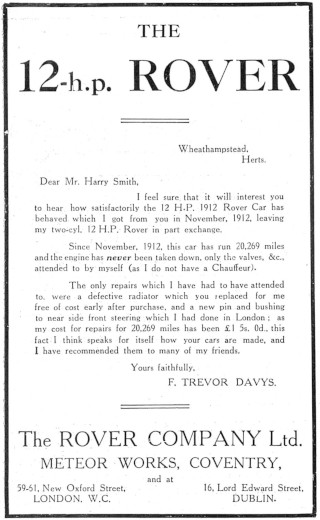 THE
12-h.p. ROVER
Wheathampstead,
Herts.
Dear Mr. Harry Smith,
I feel sure that it will interest you
to hear how satisfactorily the 12 H.P. 1912 Rover Car has
behaved which I got from you in November, 1912, leaving
my two-cyl. 12 H.P. Rover in part exchange.
Since November, 1912, this car has run 20,269 miles
and the engine has never been taken down, only the valves, &c.,
attended to by myself (as I do not have a Chauffeur).
The only repairs which I have had to have attended
to, were a defective radiator which you replaced for me
free of cost early after purchase, and a new pin and bushing
to near side front steering which I had done in London; as
my cost for repairs for 20,269 miles has been £1 5s. 0d., this
fact I think speaks for itself how your cars are made, and
I have recommended them to many of my friends.
Yours faithfully,
F. TREVOR DAVYS.
The ROVER COMPANY Ltd.
METEOR WORKS, COVENTRY,
and at
59-61, New Oxford Street, 16, Lord Edward Street,
LONDON, W.C. DUBLIN.